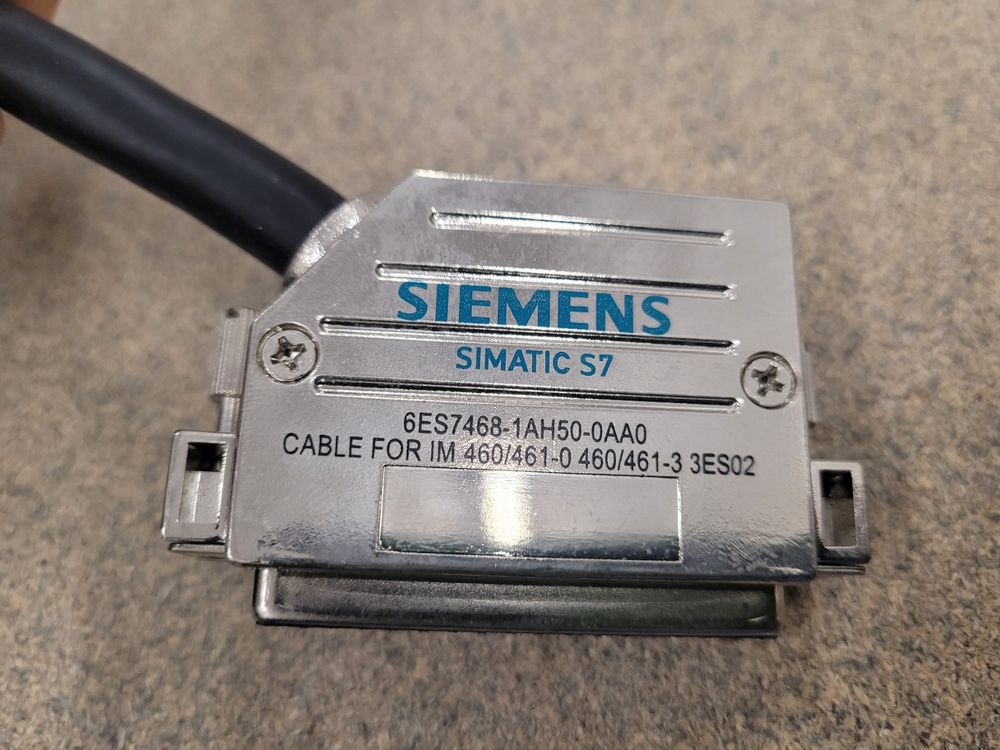 SIEMENS
SIMATIC S7
6ES7468-1AH50-0AA0
CABLE FOR IM 460/461-0 460/461-3 3ES02